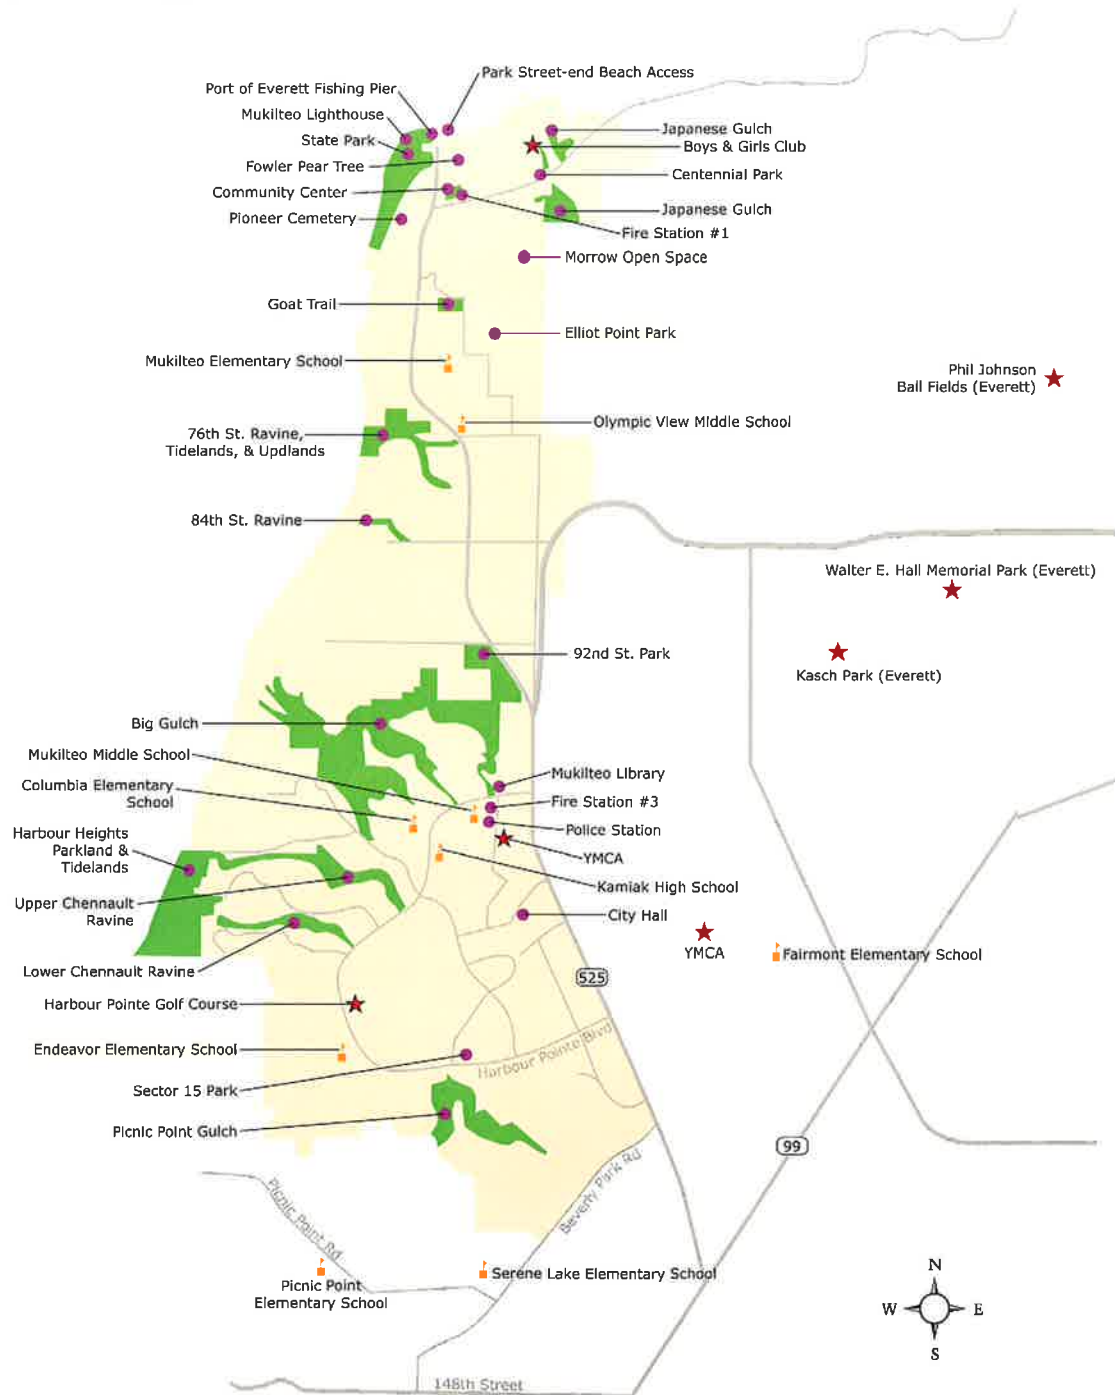 Park Street-end Beach Access
Port of Everett Fishing Pier
Mukilteo Lighthouse
State Park
Fowler Pear Tree
Community Center
Pioneer Cemetery
Japanese Gulch
Boys & Girls Club
Centennial Park
Japanese Gulch
Fire Station #1
Morrow Open Space
Goat Trail
Elliot Point Park
Mukilteo Elementary School
Phil Johnson
Ball Fields (Everett)
Olympic View Middle School
76th St. Ravine,
Tidelands, & Updlands
84th St. Ravine
Walter E. Hall Memorial Park (Everett)
92nd St. Park
Kasch Park (Everett)
Big Gulch
Mukilteo Middle School
Columbia Elementary
School
Mukilteo Library
Fire Station #3
Police Station
YMCA
Kamiak High School
City Hall
Harbour Heights
Parkland &
Tidelands
Upper Chennault
Ravine
Lower Chennault Ravine
YMCA
Fairmont Elementary School
525
Harbour Pointe Golf Course
Endeavor Elementary School
Harbour Pointe Blvd
Sector 15 Park
Picnic Point Gulch
99
Beverly Park Rd
Picnic Point Rd
Picnic Point
Elementary School
Serene Lake Elementary School
N
W
E
S
148th Street